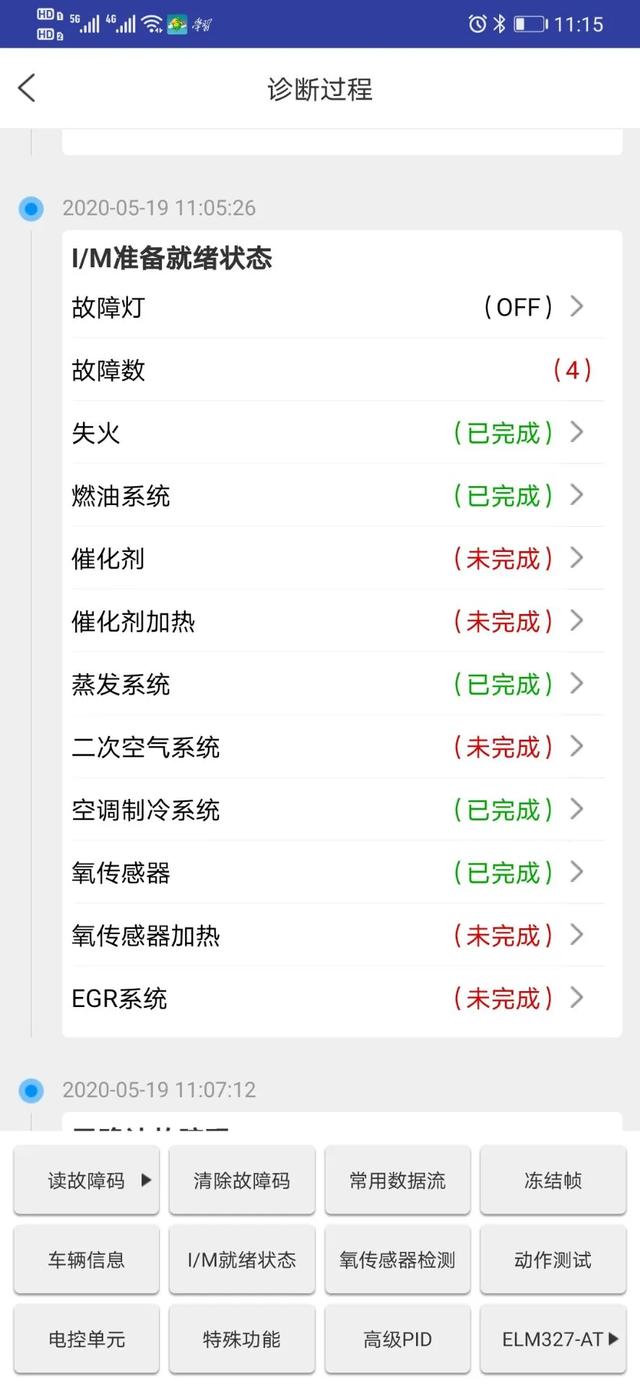 HD 1 5G 4G 学习 11:15
HD 2
诊断过程
2020-05-19 11:05:26
I/M准备就绪状态
故障灯 (OFF)
故障数 (4)
失火 (已完成)
燃油系统 (已完成)
催化剂 (未完成)
催化剂加热 (未完成)
蒸发系统 (已完成)
二次空气系统 (未完成)
空调制冷系统 (已完成)
氧传感器 (已完成)
氧传感器加热 (未完成)
EGR系统 (未完成)
2020-05-19 11:07:12
读故障码 清除故障码 常用数据流 冻结帧
车辆信息 I/M就绪状态 氧传感器检测 动作测试
电控单元 特殊功能 高级PID ELM327-AT